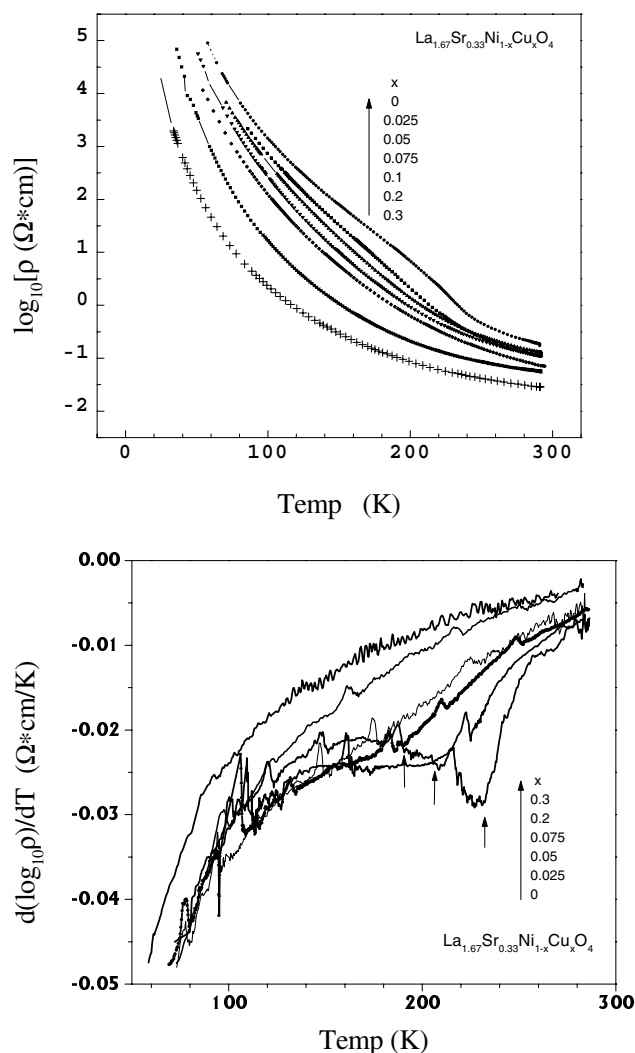 La1.67Sr0.33Ni1-xCuxO4
5
4
3
2
1
0
-1
-2
log10[ρ (Ω*cm)]
x
0
0.025
0.05
0.075
0.1
0.2
0.3
0 100 200 300
Temp (K)
0.00
-0.01
-0.02
-0.03
-0.04
-0.05
d(log10ρ)/dT (Ω*cm/K)
x
0.3
0.2
0.075
0.05
0.025
0
La1.67Sr0.33Ni1-xCuxO4
100 200 300
Temp (K)